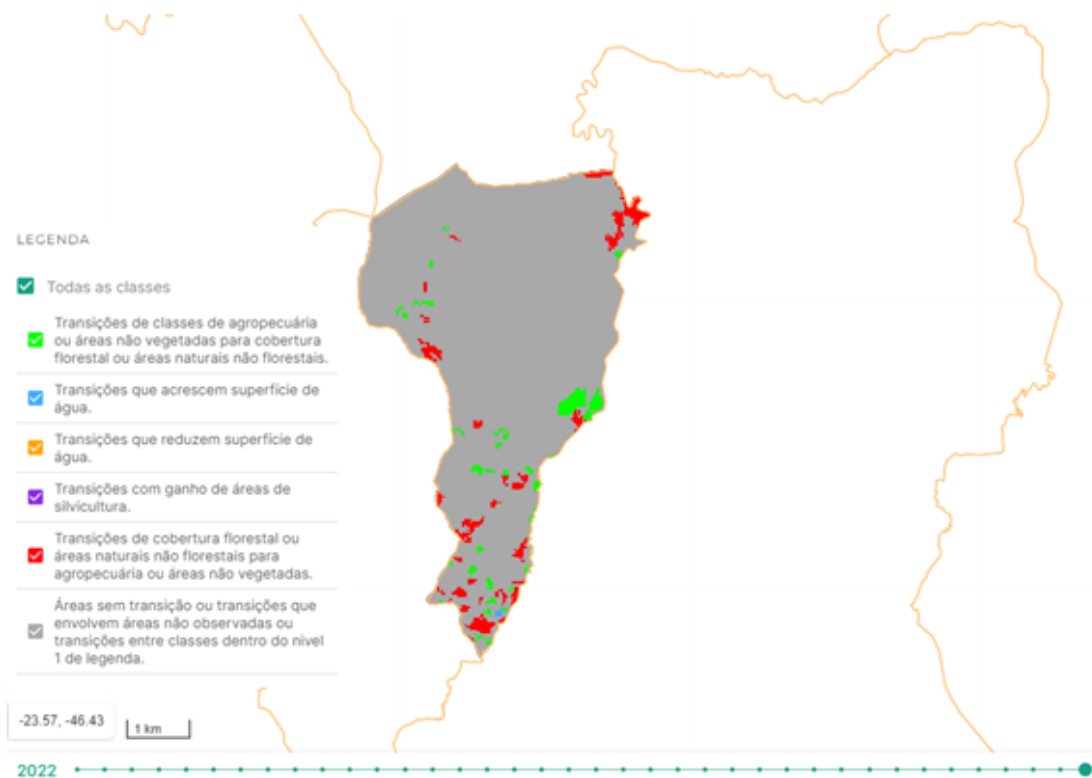 LEGENDA
Todas as classes
Transições de classes de agropecuária
ou áreas não vegetadas para cobertura
florestal ou áreas naturais não florestais.
Transições que acrescem superfície de
água.
Transições que reduzem superfície de
água.
Transições com ganho de áreas de
silvicultura.
Transições de cobertura florestal ou
áreas naturais não florestais para
agropecuária ou áreas não vegetadas.
Áreas sem transição ou transições que
envolvem áreas não observadas ou
transições entre classes dentro do nivel
1 de legenda.
-23.57, -46.43
1 km
2022